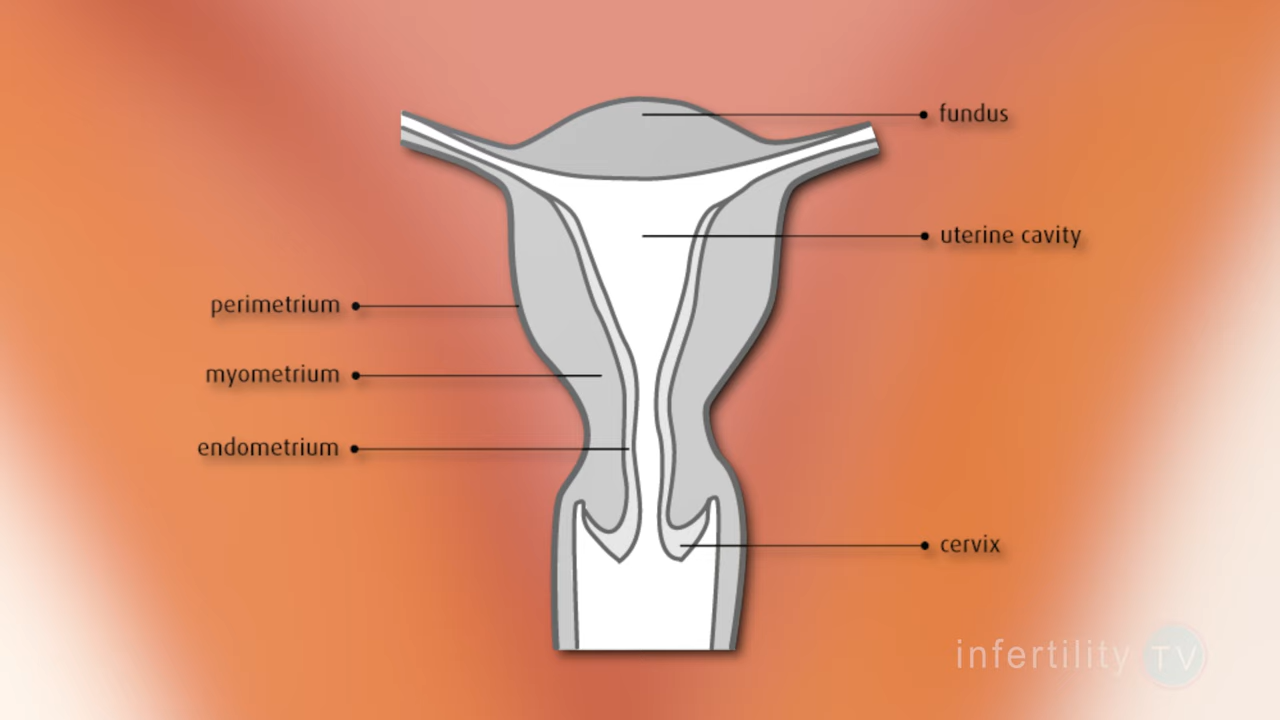 fundus
uterine cavity
perimetrium
myometrium
endometrium
cervix
infertility TV